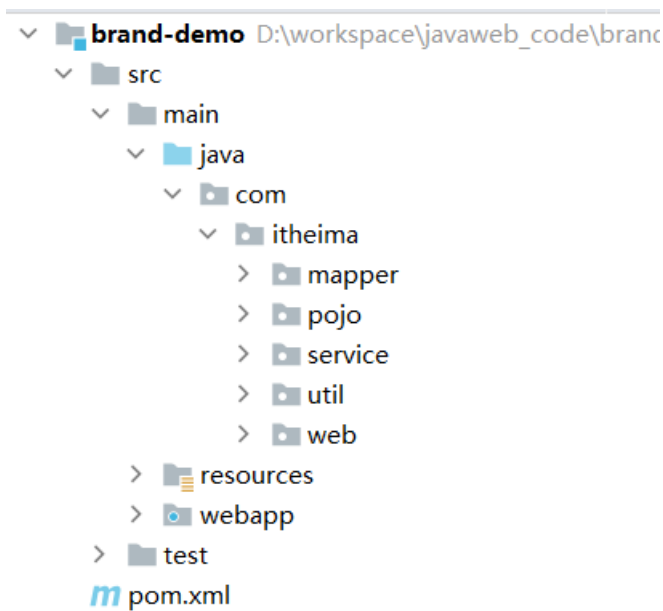 brand-demo D:\workspace\javaweb_code\brand
src
main
java
com
itheima
mapper
pojo
service
util
web
resources
webapp
test
pom.xml